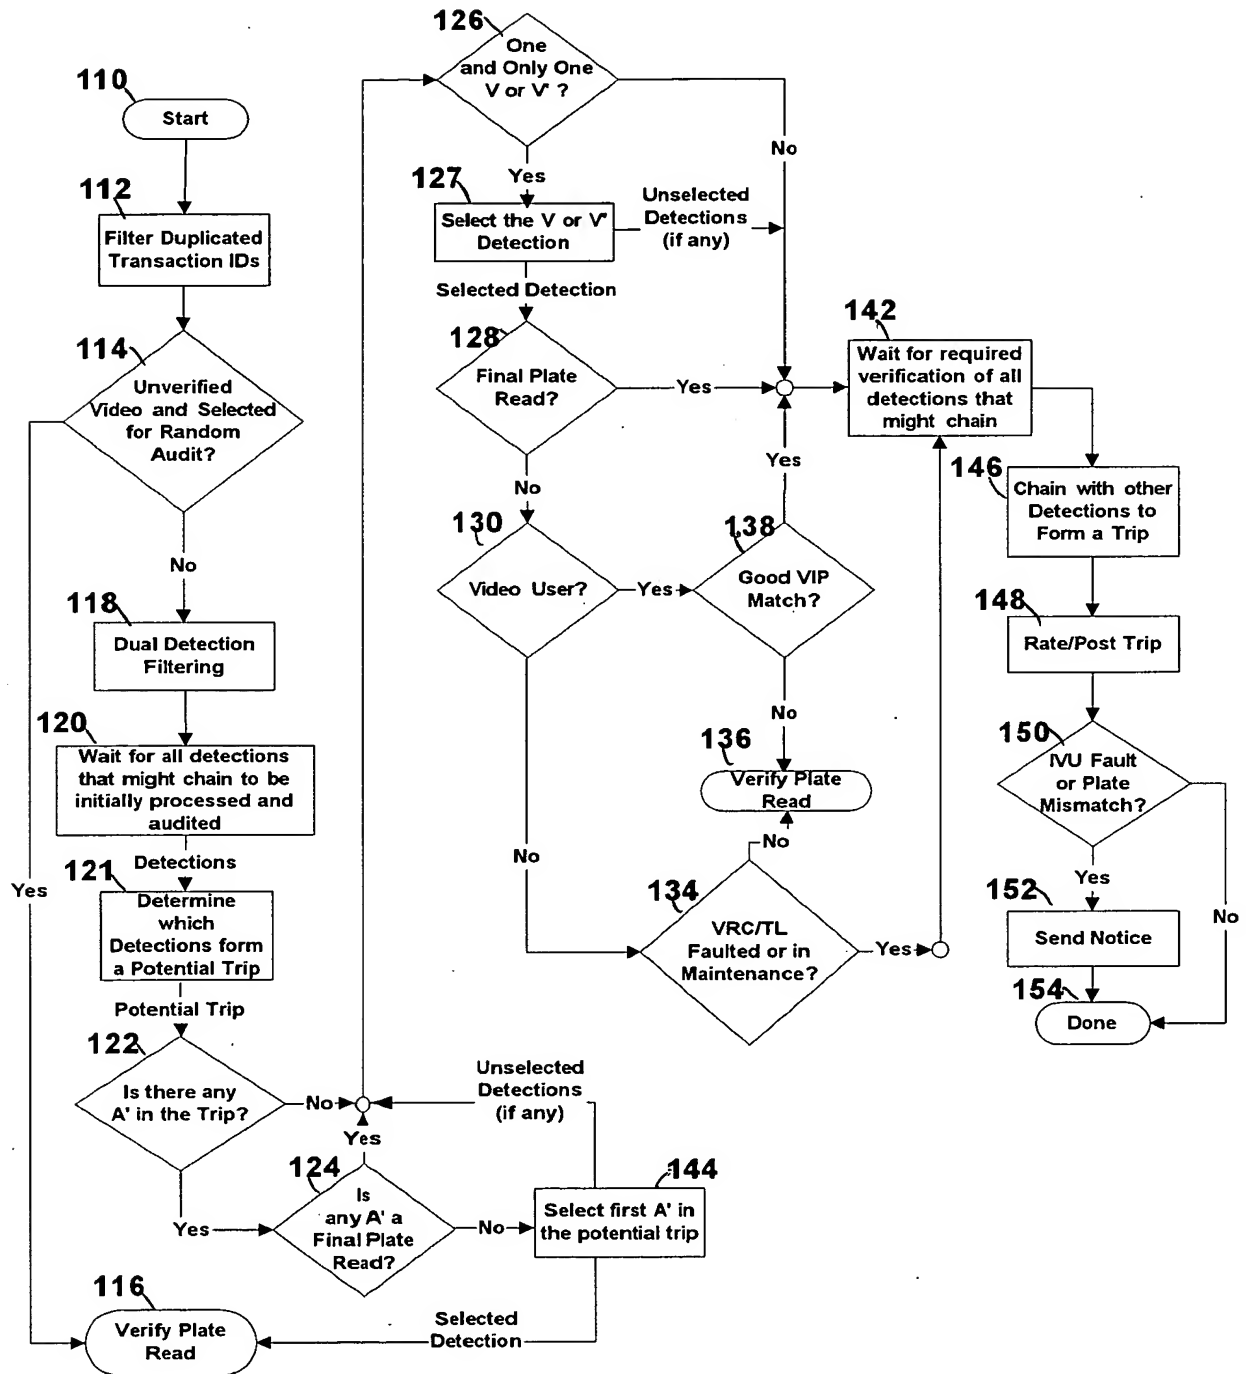 110
Start
112
Filter Duplicated
Transaction IDs
114
Unverified
Video and Selected
for Random
Audit?
No
Yes
118
Dual Detection
Filtering
120
Wait for all detections
that might chain to be
initially processed and
audited
Detections
121
Determine
which
Detections form
a Potential Trip
Potential Trip
122
Is there any
A' in the Trip?
No
Yes
124
Is
any A' a
Final Plate
Read?
Yes
No
144
Select first A' in
the potential trip
Unselected
Detections
(if any)
Selected
Detection
116
Verify Plate
Read
126
One
and Only One
V or V' ?
No
Yes
127
Select the V or V'
Detection
Unselected
Detections
(if any)
Selected Detection
128
Final Plate
Read?
Yes
No
130
Video User?
Yes
No
138
Good VIP
Match?
Yes
No
136
Verify Plate
Read
No
134
VRC/TL
Faulted or in
Maintenance?
Yes
142
Wait for required
verification of all
detections that
might chain
146
Chain with other
Detections to
Form a Trip
148
Rate/Post Trip
150
IVU Fault
or Plate
Mismatch?
Yes
No
152
Send Notice
154
Done